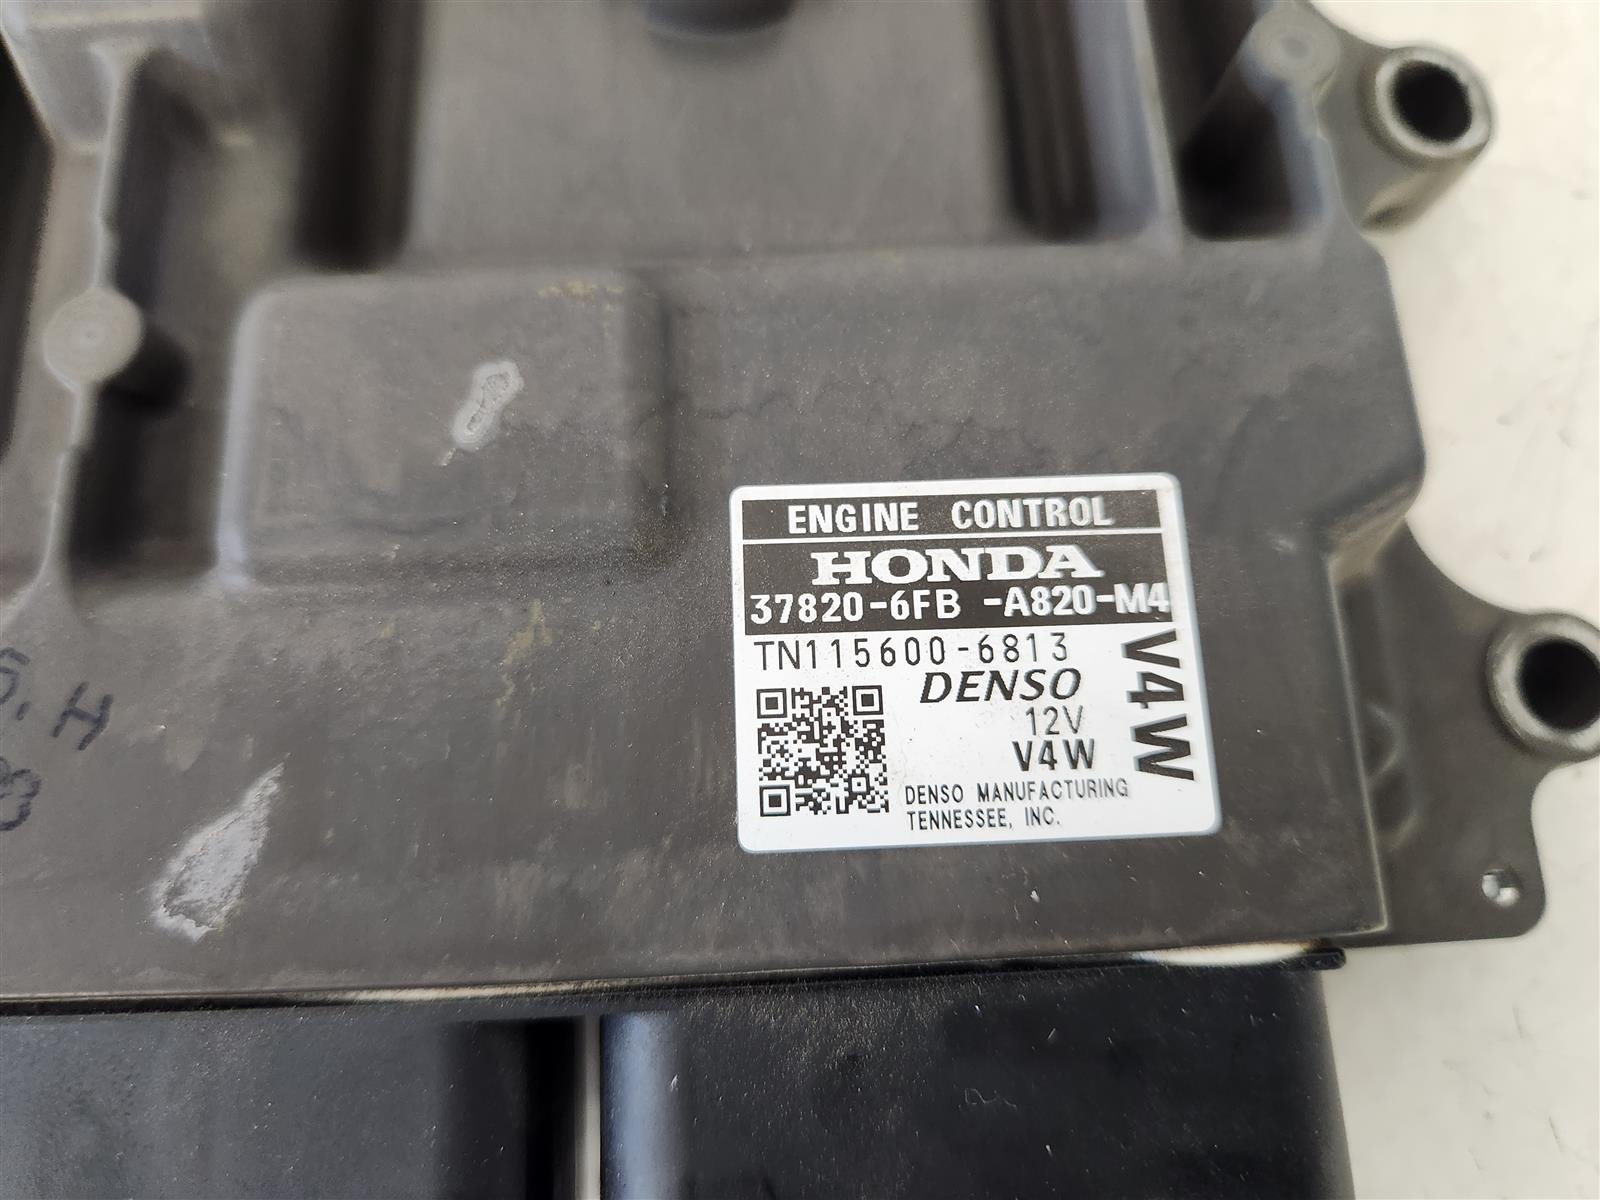 ENGINE CONTROL
HONDA
37820-6FB -A820-M4
TN115600-6813
DENSO
12V
V4W
V4W
DENSO MANUFACTURING
TENNESSEE, INC.
H